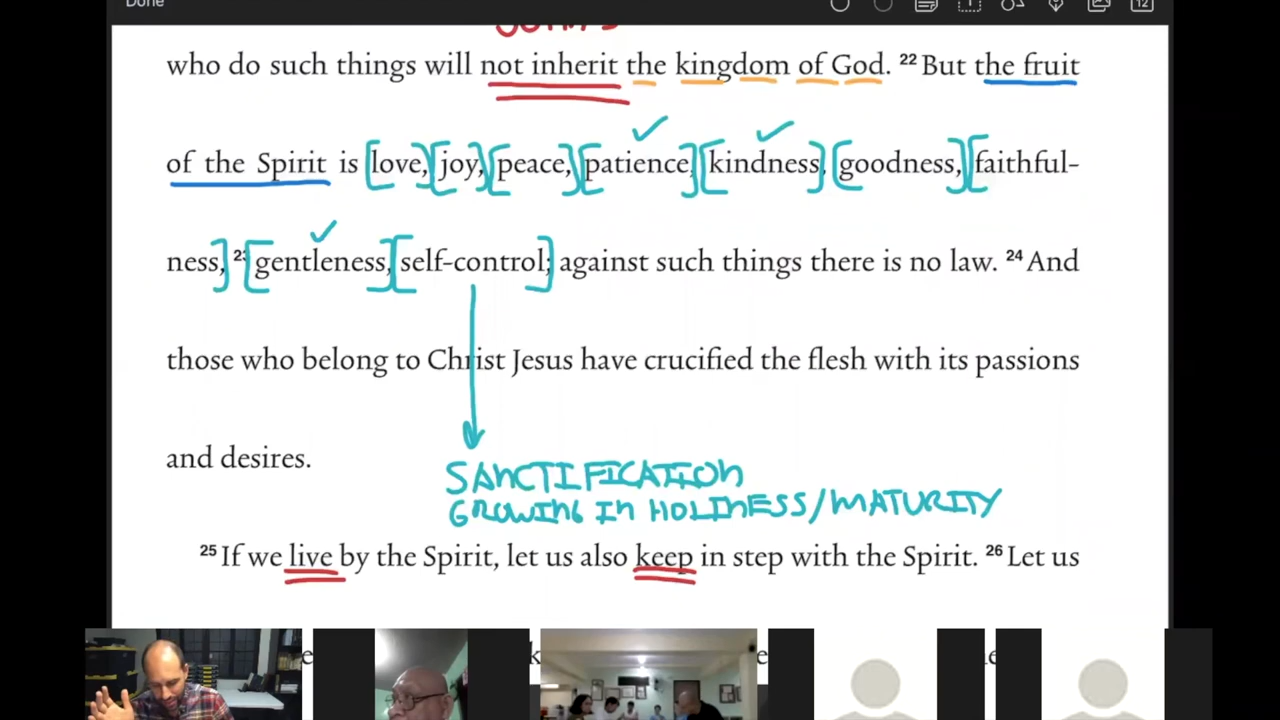 Done
12
who do such things will not inherit the kingdom of God. 22 But the fruit
of the Spirit is [love,] [joy,] [peace,] [patience,] [kindness,] [goodness,] [faithful-
ness,] 23 [gentleness,] [self-control;] against such things there is no law. 24 And
those who belong to Christ Jesus have crucified the flesh with its passions
and desires.
SANCTIFICATION
GROWING IN HOLINESS/MATURITY
25 If we live by the Spirit, let us also keep in step with the Spirit. 26 Let us